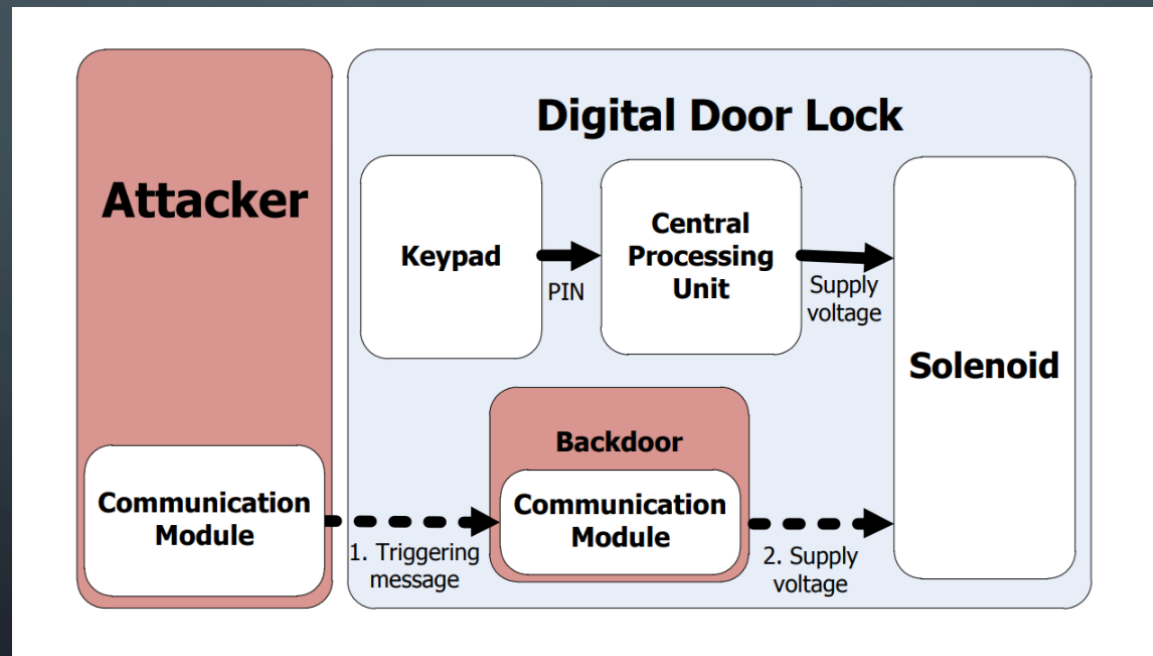 Digital Door Lock
Attacker
Keypad
PIN
Central
Processing
Unit
Supply
voltage
Solenoid
Backdoor
Communication
Module
Communication
Module
1. Triggering
message
2. Supply
voltage